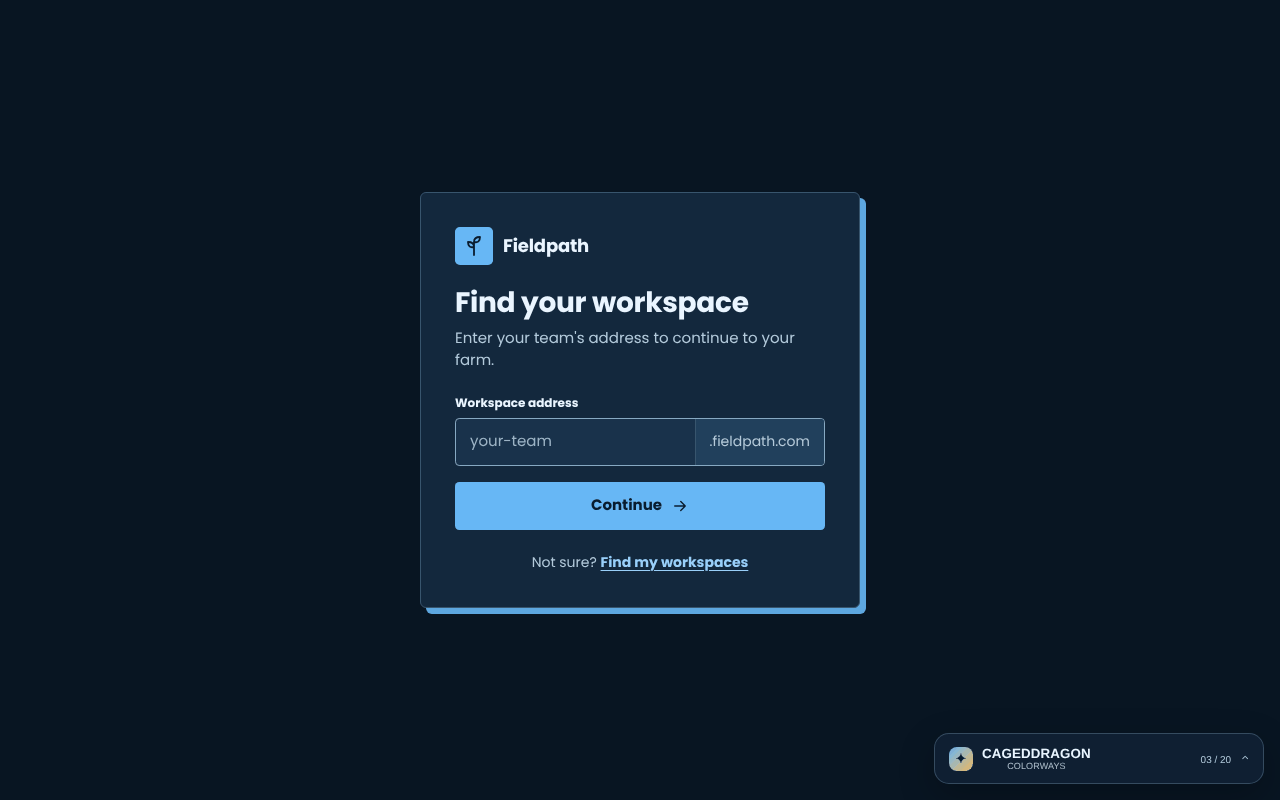 Fieldpath
Find your workspace
Enter your team's address to continue to your
farm.
Workspace address
your-team
.fieldpath.com
Continue →
Not sure? Find my workspaces
CAGEDDRAGON
COLORWAYS
03 / 20